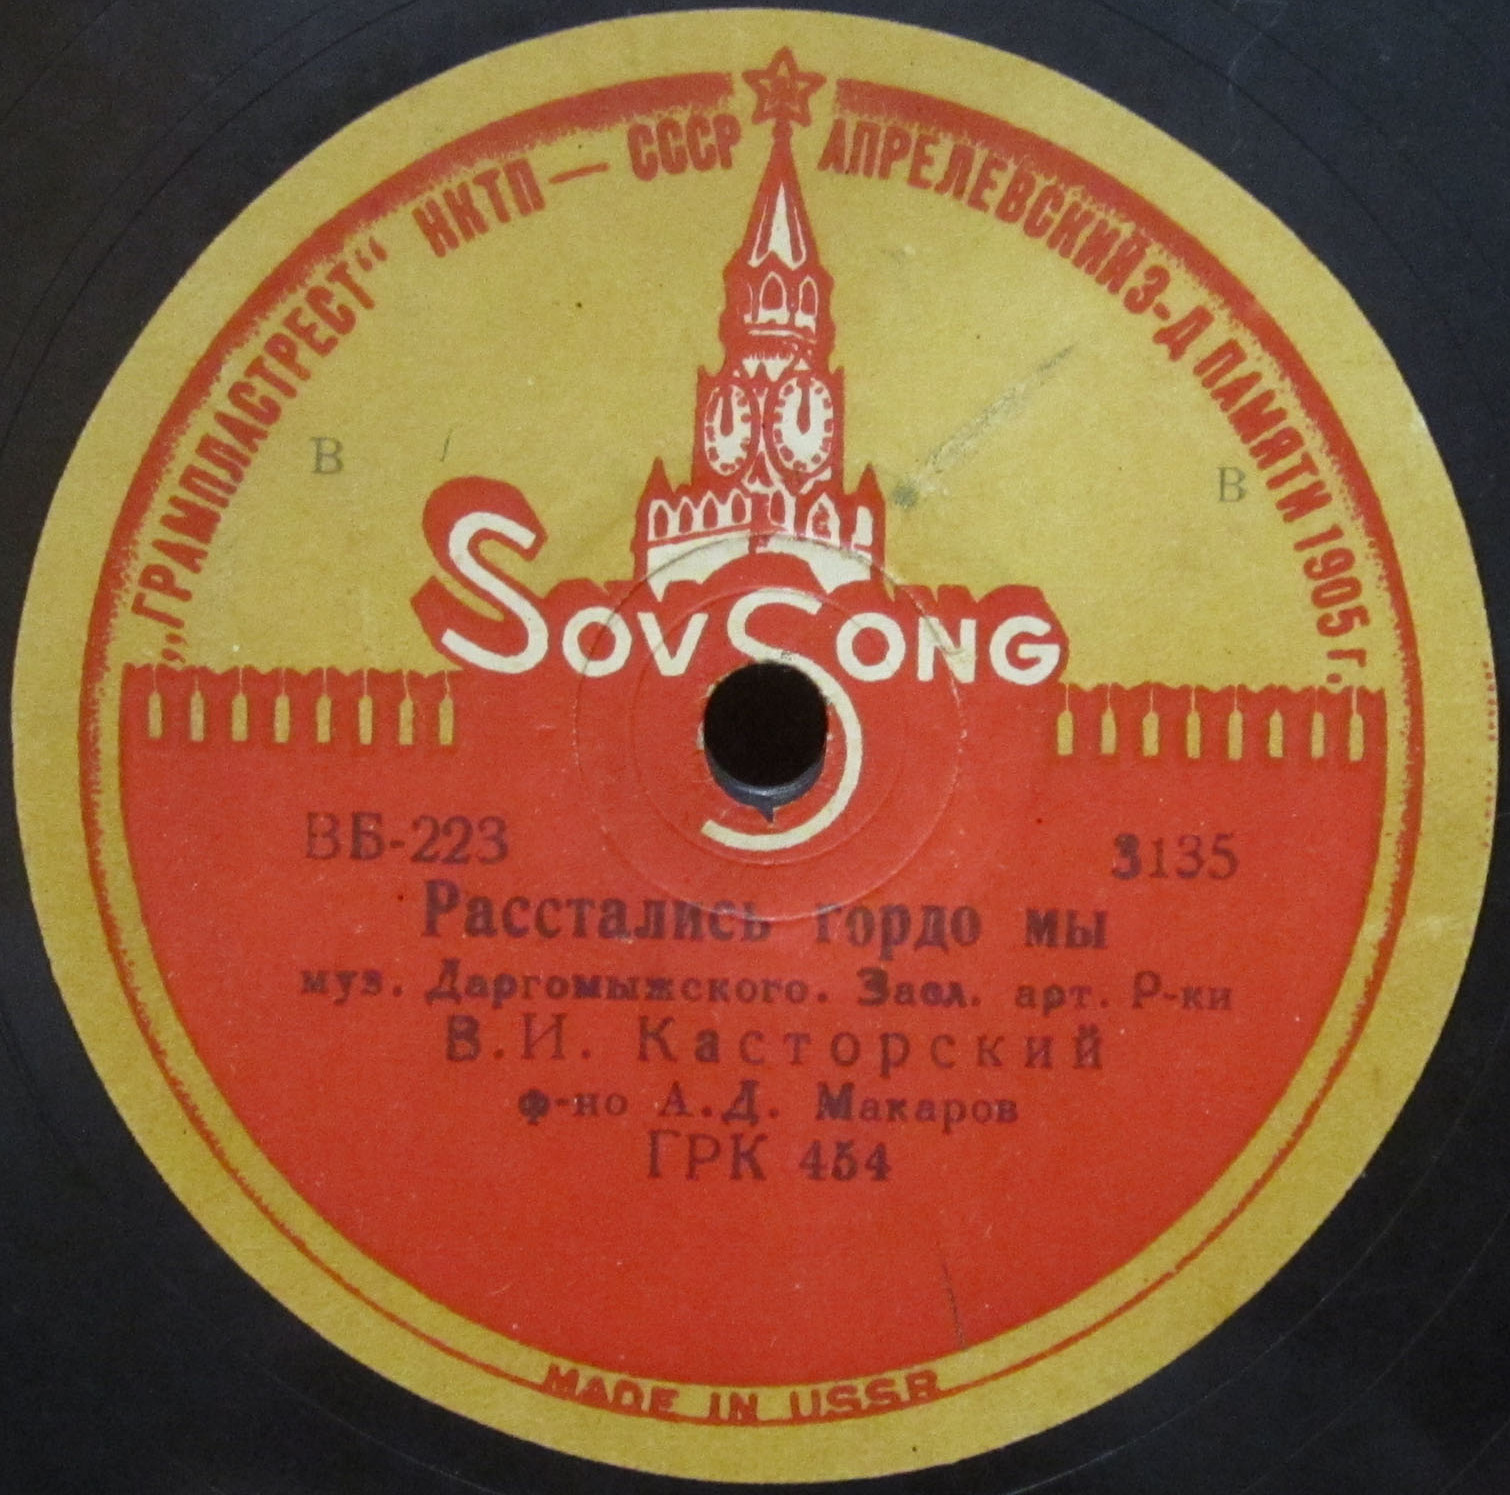 „ГРАМПЛАСТРЕСТ“ НКТП — СССР АПРЕЛЕВСКИЙ З-Д ПАМЯТИ 1905 г.
В В
SOVSONG
ВБ-223 3135
Расстались гордо мы
муз. Даргомыжского. Засл. арт. Р-ки
В.И. Касторский
ф-но А.Д. Макаров
ГРК 454
MADE IN USSR